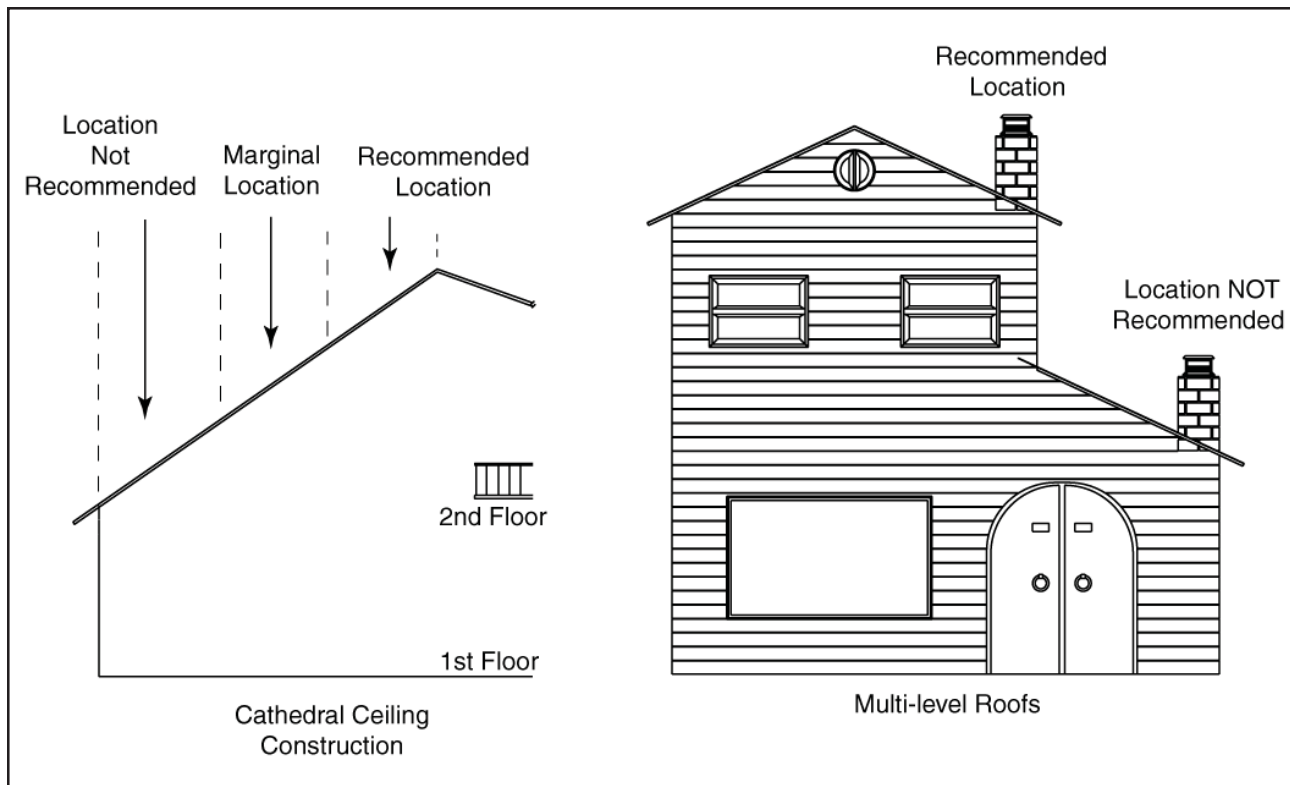 Location
Not
Recommended
Marginal
Location
Recommended
Location
2nd Floor
1st Floor
Cathedral Ceiling
Construction
Recommended
Location
Location NOT
Recommended
Multi-level Roofs